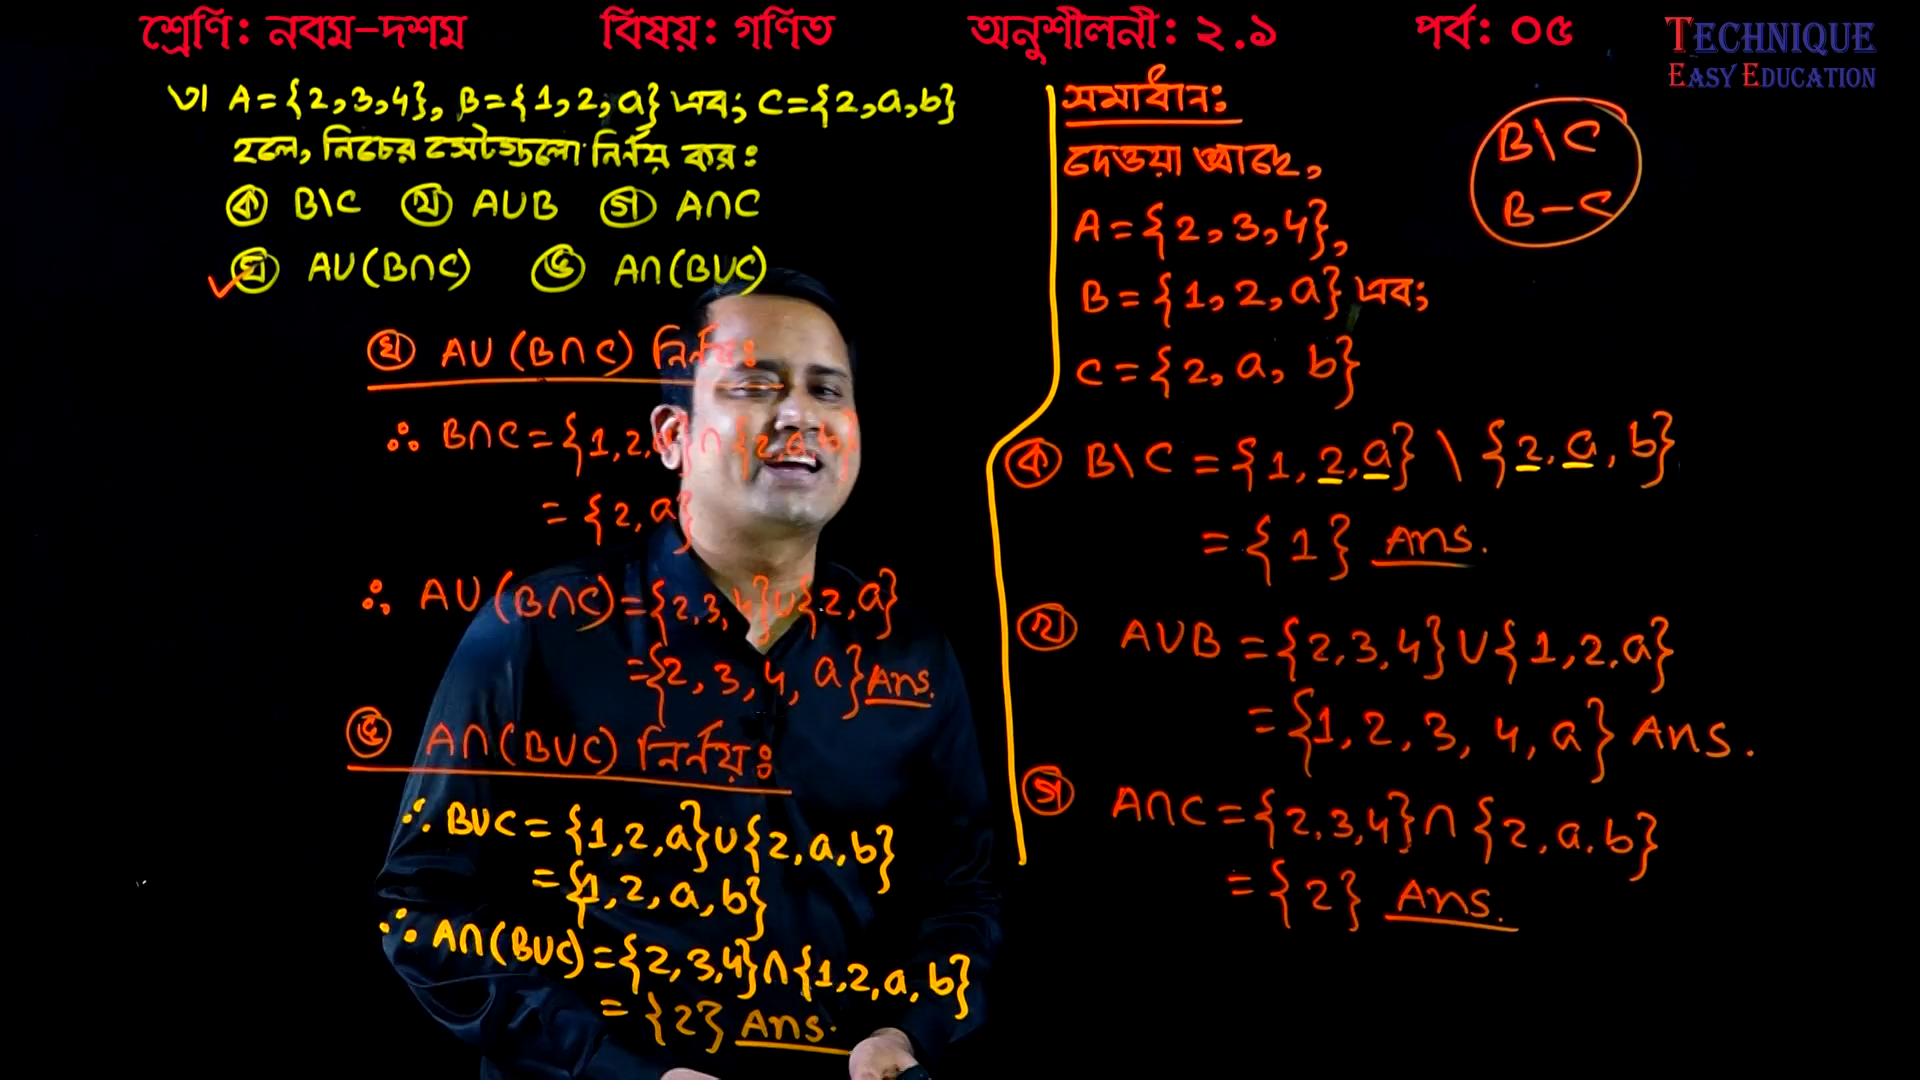 শ্রেণি: নবম-দশম বিষয়: গণিত অনুশীলনী: ২.১ পর্ব: ০৫
TECHNIQUE
EASY EDUCATION
৩। A={2,3,4}, B={1,2,a} এবং C={2,a,b}
হলে, নিচের সেটগুলো নির্ণয় কর:
ক B\C খ A∪B গ A∩C
ঘ A∪(B∩C) ঙ A∩(B∪C)
ঘ A∪(B∩C) নির্ণয়:
∴ B∩C={1,2,a}∩{2,a,b}
={2,a}
∴ A∪(B∩C)={2,3,4}∪{2,a}
={2,3,4,a} Ans.
ঙ A∩(B∪C) নির্ণয়:
∴ B∪C={1,2,a}∪{2,a,b}
={1,2,a,b}
∴ A∩(B∪C)={2,3,4}∩{1,2,a,b}
={2} Ans.
সমাধান:
দেওয়া আছে,
A={2,3,4},
B={1,2,a} এবং
C={2,a,b}
B\C
B-C
ক B\C={1,2,a}\{2,a,b}
={1} Ans.
খ A∪B={2,3,4}∪{1,2,a}
={1,2,3,4,a} Ans.
গ A∩C={2,3,4}∩{2,a,b}
={2} Ans.